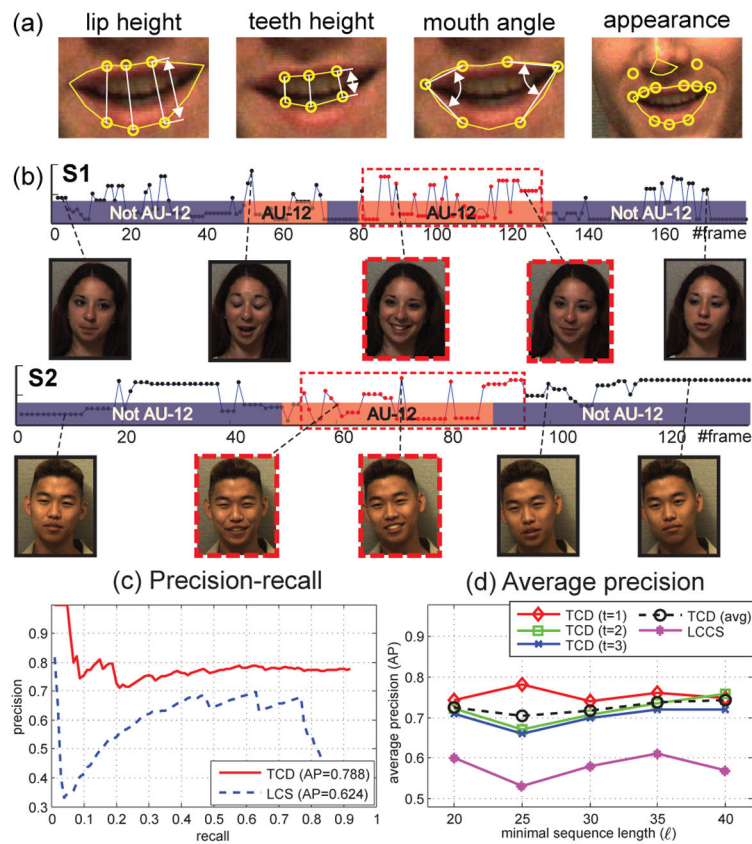 (a) lip height teeth height mouth angle appearance
(b) S1
Not AU-12 AU-12 AU-12 Not AU-12
0 20 40 60 80 100 120 140 160 #frame
S2
Not AU-12 AU-12 Not AU-12
0 20 40 60 80 100 120 #frame
(c) Precision-recall
precision
0.9
0.8
0.7
0.6
0.5
0.4
0.3
0 0.1 0.2 0.3 0.4 0.5 0.6 0.7 0.8 0.9 1
recall
TCD (AP=0.788)
LCS (AP=0.624)
(d) Average precision
average precision (AP)
0.8
0.7
0.6
0.5
20 25 30 35 40
minimal sequence length (ℓ)
TCD (t=1)
TCD (t=2)
TCD (t=3)
TCD (avg)
LCCS